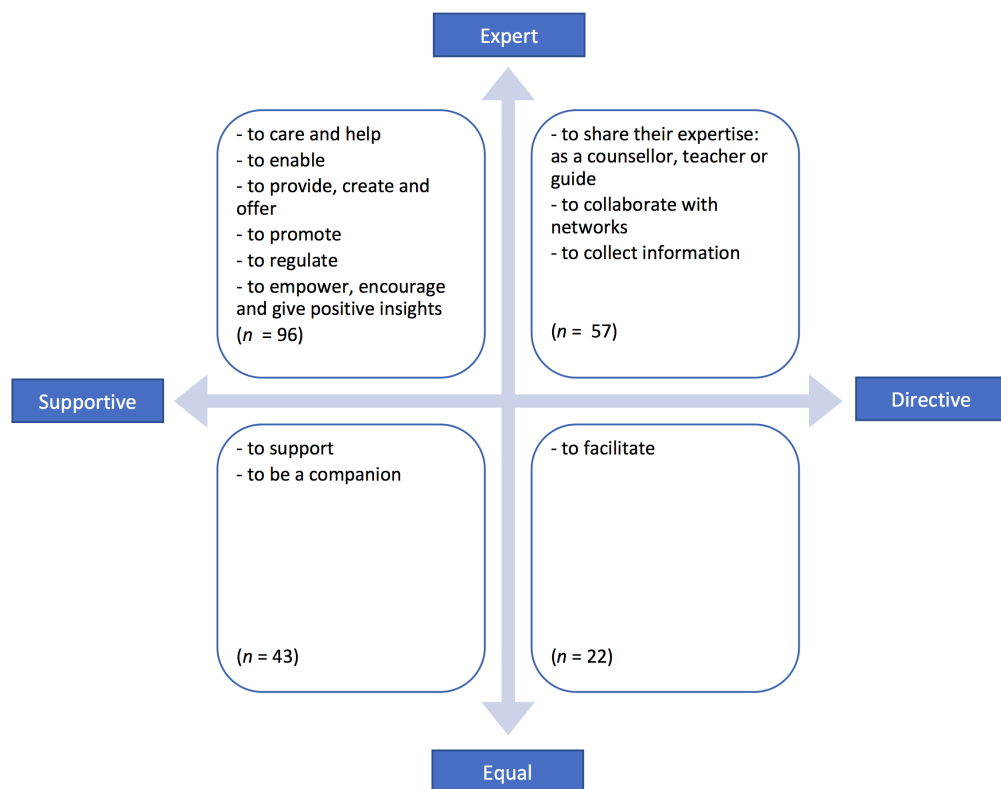 Expert
- to care and help
- to enable
- to provide, create and
offer
- to promote
- to regulate
- to empower, encourage
and give positive insights
(n = 96)
- to share their expertise:
as a counsellor, teacher or
guide
- to collaborate with
networks
- to collect information
(n = 57)
Supportive
Directive
- to support
- to be a companion
(n = 43)
- to facilitate
(n = 22)
Equal